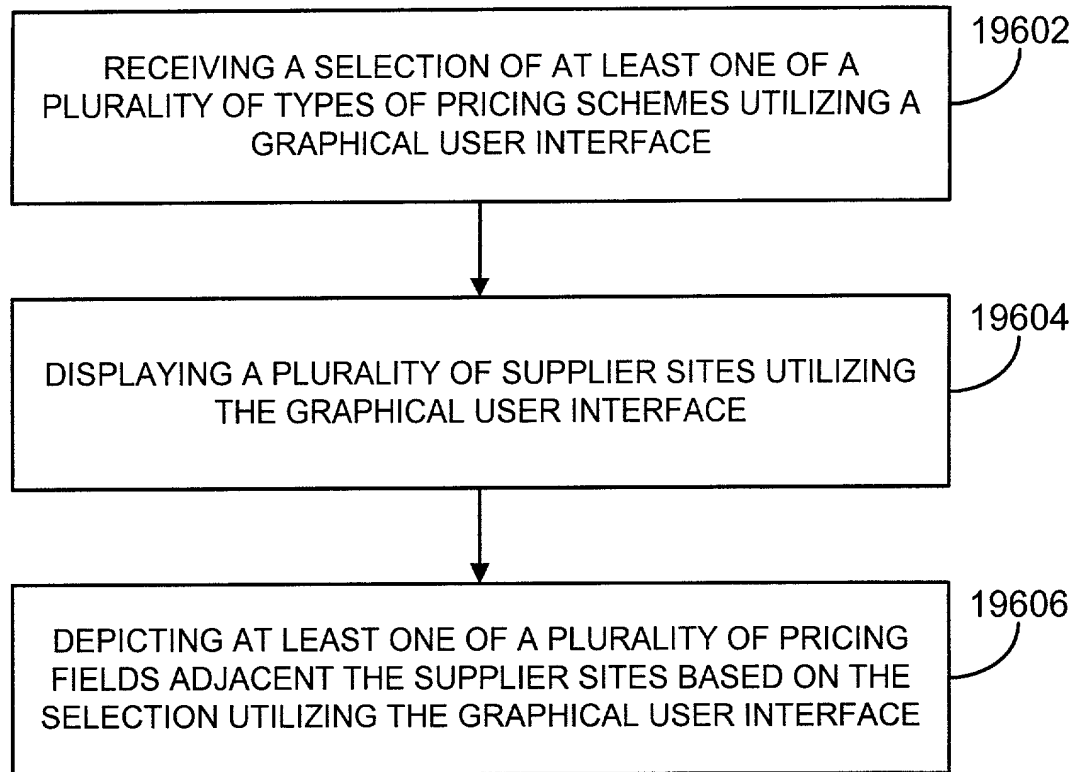 19602
RECEIVING A SELECTION OF AT LEAST ONE OF A
PLURALITY OF TYPES OF PRICING SCHEMES UTILIZING A
GRAPHICAL USER INTERFACE
19604
DISPLAYING A PLURALITY OF SUPPLIER SITES UTILIZING
THE GRAPHICAL USER INTERFACE
19606
DEPICTING AT LEAST ONE OF A PLURALITY OF PRICING
FIELDS ADJACENT THE SUPPLIER SITES BASED ON THE
SELECTION UTILIZING THE GRAPHICAL USER INTERFACE